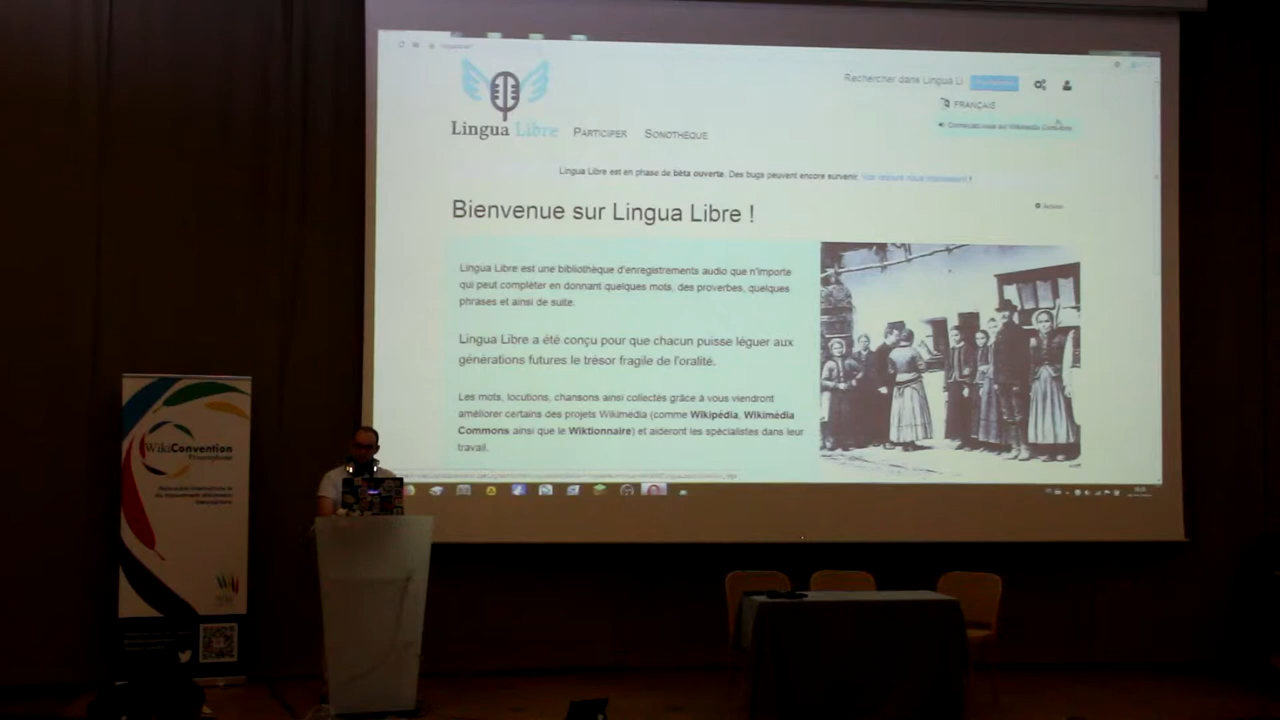 Rechercher dans Lingua Li
FRANÇAIS
Lingua Libre
PARTICIPER
SONOTHÈQUE
Lingua Libre est en phase de bêta ouverte. Des bugs peuvent encore survenir.
Bienvenue sur Lingua Libre !
Lingua Libre est une bibliothèque d'enregistrements audio que n'importe
qui peut compléter en donnant quelques mots, des proverbes, quelques
phrases et ainsi de suite.
Lingua Libre a été conçu pour que chacun puisse léguer aux
générations futures le trésor fragile de l'oralité.
Les mots, locutions, chansons ainsi collectés grâce à vous viendront
améliorer certains des projets Wikimédia (comme Wikipédia, Wikimédia
Commons ainsi que le Wiktionnaire) et aideront les spécialistes dans leur
travail.
WikiConvention
Francophone